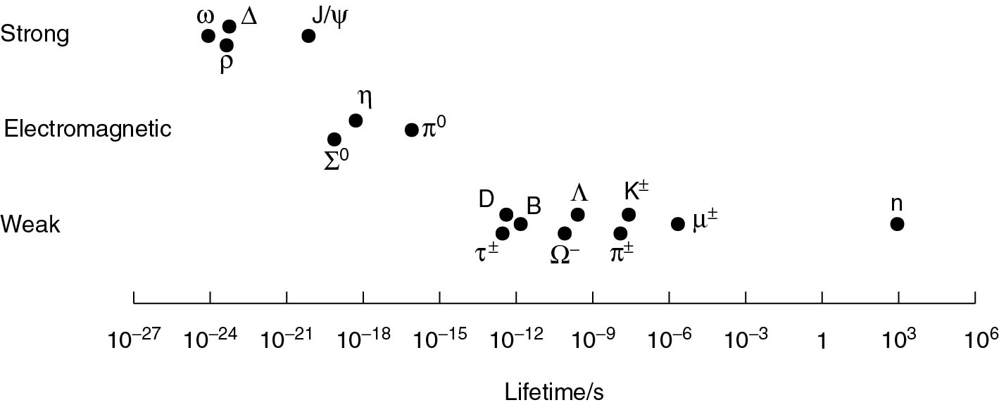 ω Δ J/ψ
Strong
ρ
η
Electromagnetic π⁰
Σ⁰
D B Λ K± n
Weak μ±
τ± Ω⁻ π±
10⁻²⁷ 10⁻²⁴ 10⁻²¹ 10⁻¹⁸ 10⁻¹⁵ 10⁻¹² 10⁻⁹ 10⁻⁶ 10⁻³ 1 10³ 10⁶
Lifetime/s